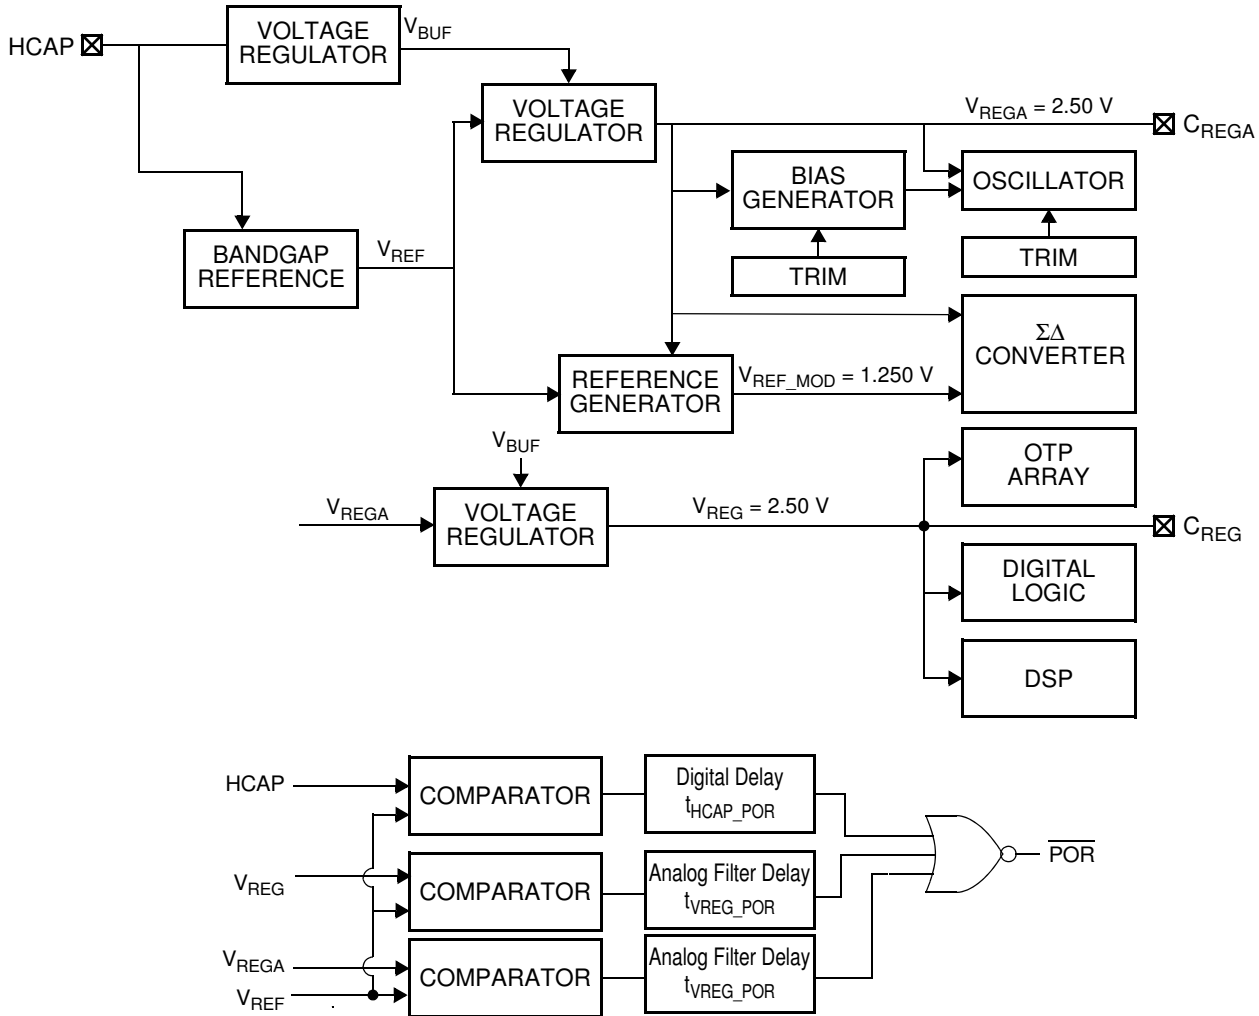 HCAP
VOLTAGE
REGULATOR
VBUF
VOLTAGE
REGULATOR
VREGA = 2.50 V
CREGA
BIAS
GENERATOR
OSCILLATOR
BANDGAP
REFERENCE
VREF
TRIM
TRIM
ΣΔ
CONVERTER
REFERENCE
GENERATOR
VREF_MOD = 1.250 V
VBUF
OTP
ARRAY
VREGA
VOLTAGE
REGULATOR
VREG = 2.50 V
CREG
DIGITAL
LOGIC
DSP
HCAP
COMPARATOR
Digital Delay
tHCAP_POR
POR
VREG
COMPARATOR
Analog Filter Delay
tVREG_POR
VREGA
VREF
COMPARATOR
Analog Filter Delay
tVREG_POR